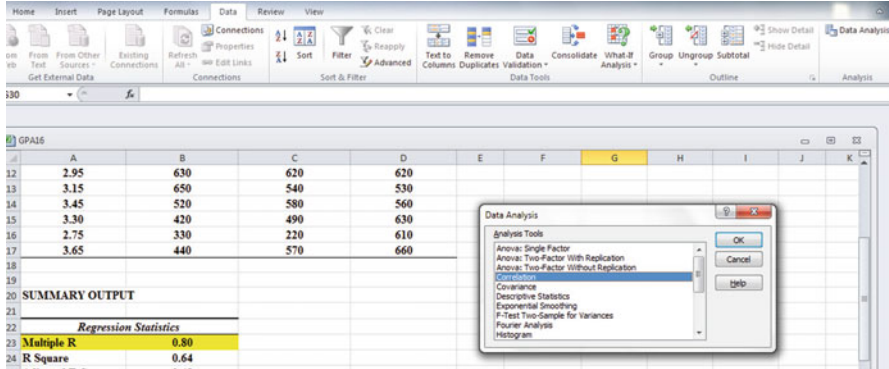 Home Insert Page Layout Formulas Data Review View
From Text From Other Sources Existing Connections
Refresh All Connections Properties Edit Links
Sort Filter Clear Reapply Advanced
Text to Columns Remove Duplicates Data Validation Consolidate What-If Analysis
Group Ungroup Subtotal Show Detail Hide Detail
Data Analysis
Get External Data Connections Sort & Filter Data Tools Outline Analysis
fx
GPA16
A B C D E F G H I J K
12 2.95 630 620 620
13 3.15 650 540 530
14 3.45 520 580 560
15 3.30 420 490 630
16 2.75 330 220 610
17 3.65 440 570 660
18
19
20 SUMMARY OUTPUT
21
22 Regression Statistics
23 Multiple R 0.80
24 R Square 0.64
Data Analysis
Analysis Tools
Anova: Single Factor
Anova: Two-Factor With Replication
Anova: Two-Factor Without Replication
Correlation
Covariance
Descriptive Statistics
Exponential Smoothing
F-Test Two-Sample for Variances
Fourier Analysis
Histogram
OK
Cancel
Help